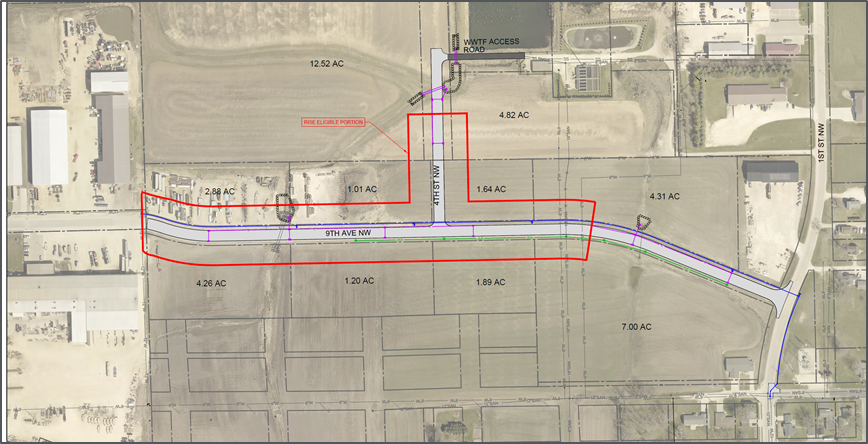 WWTF ACCESS
ROAD
12.52 AC
4.82 AC
RISE ELIGIBLE PORTION
1ST ST NW
2.88 AC
1.01 AC
4TH ST NW
1.64 AC
4.31 AC
9TH AVE NW
4.26 AC
1.20 AC
1.89 AC
7.00 AC